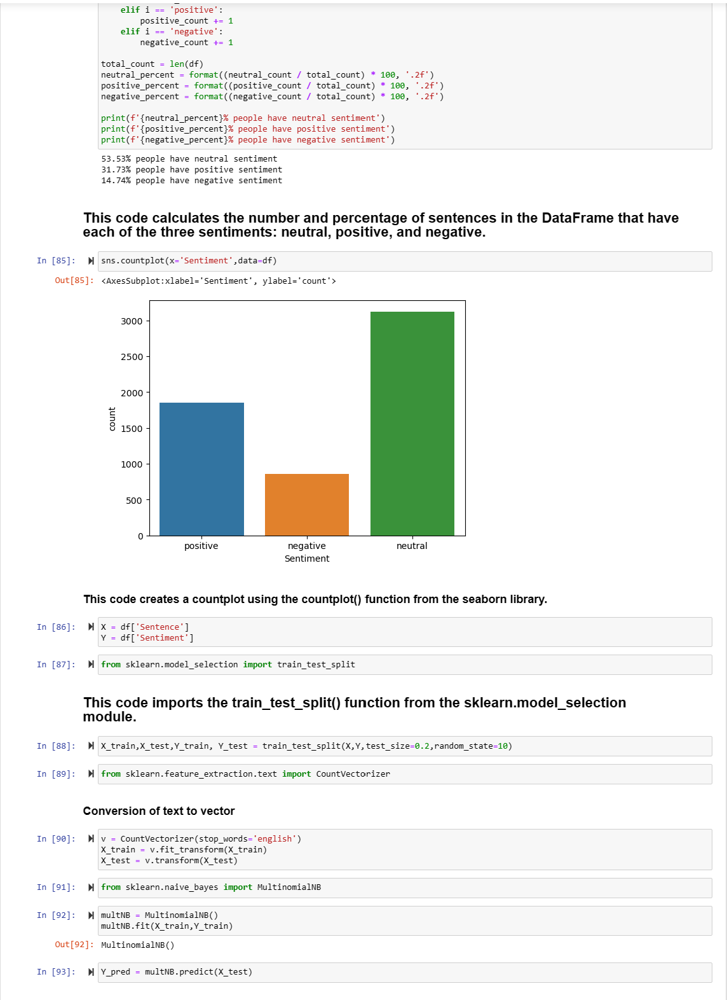 elif i == 'positive':
positive_count += 1
elif i == 'negative':
negative_count += 1
total_count = len(df)
neutral_percent = format((neutral_count / total_count) * 100, '.2f')
positive_percent = format((positive_count / total_count) * 100, '.2f')
negative_percent = format((negative_count / total_count) * 100, '.2f')
print(f'{neutral_percent}% people have neutral sentiment')
print(f'{positive_percent}% people have positive sentiment')
print(f'{negative_percent}% people have negative sentiment')
53.53% people have neutral sentiment
31.73% people have positive sentiment
14.74% people have negative sentiment
This code calculates the number and percentage of sentences in the DataFrame that have
each of the three sentiments: neutral, positive, and negative.
In [85]: sns.countplot(x='Sentiment',data=df)
Out[85]: <AxesSubplot:xlabel='Sentiment', ylabel='count'>
3000
2500
2000
1500
1000
500
0
count
positive negative neutral
Sentiment
This code creates a countplot using the countplot() function from the seaborn library.
In [86]: X = df['Sentence']
Y = df['Sentiment']
In [87]: from sklearn.model_selection import train_test_split
This code imports the train_test_split() function from the sklearn.model_selection
module.
In [88]: X_train,X_test,Y_train, Y_test = train_test_split(X,Y,test_size=0.2,random_state=10)
In [89]: from sklearn.feature_extraction.text import CountVectorizer
Conversion of text to vector
In [90]: v = CountVectorizer(stop_words='english')
X_train = v.fit_transform(X_train)
X_test = v.transform(X_test)
In [91]: from sklearn.naive_bayes import MultinomialNB
In [92]: multNB = MultinomialNB()
multNB.fit(X_train,Y_train)
Out[92]: MultinomialNB()
In [93]: Y_pred = multNB.predict(X_test)